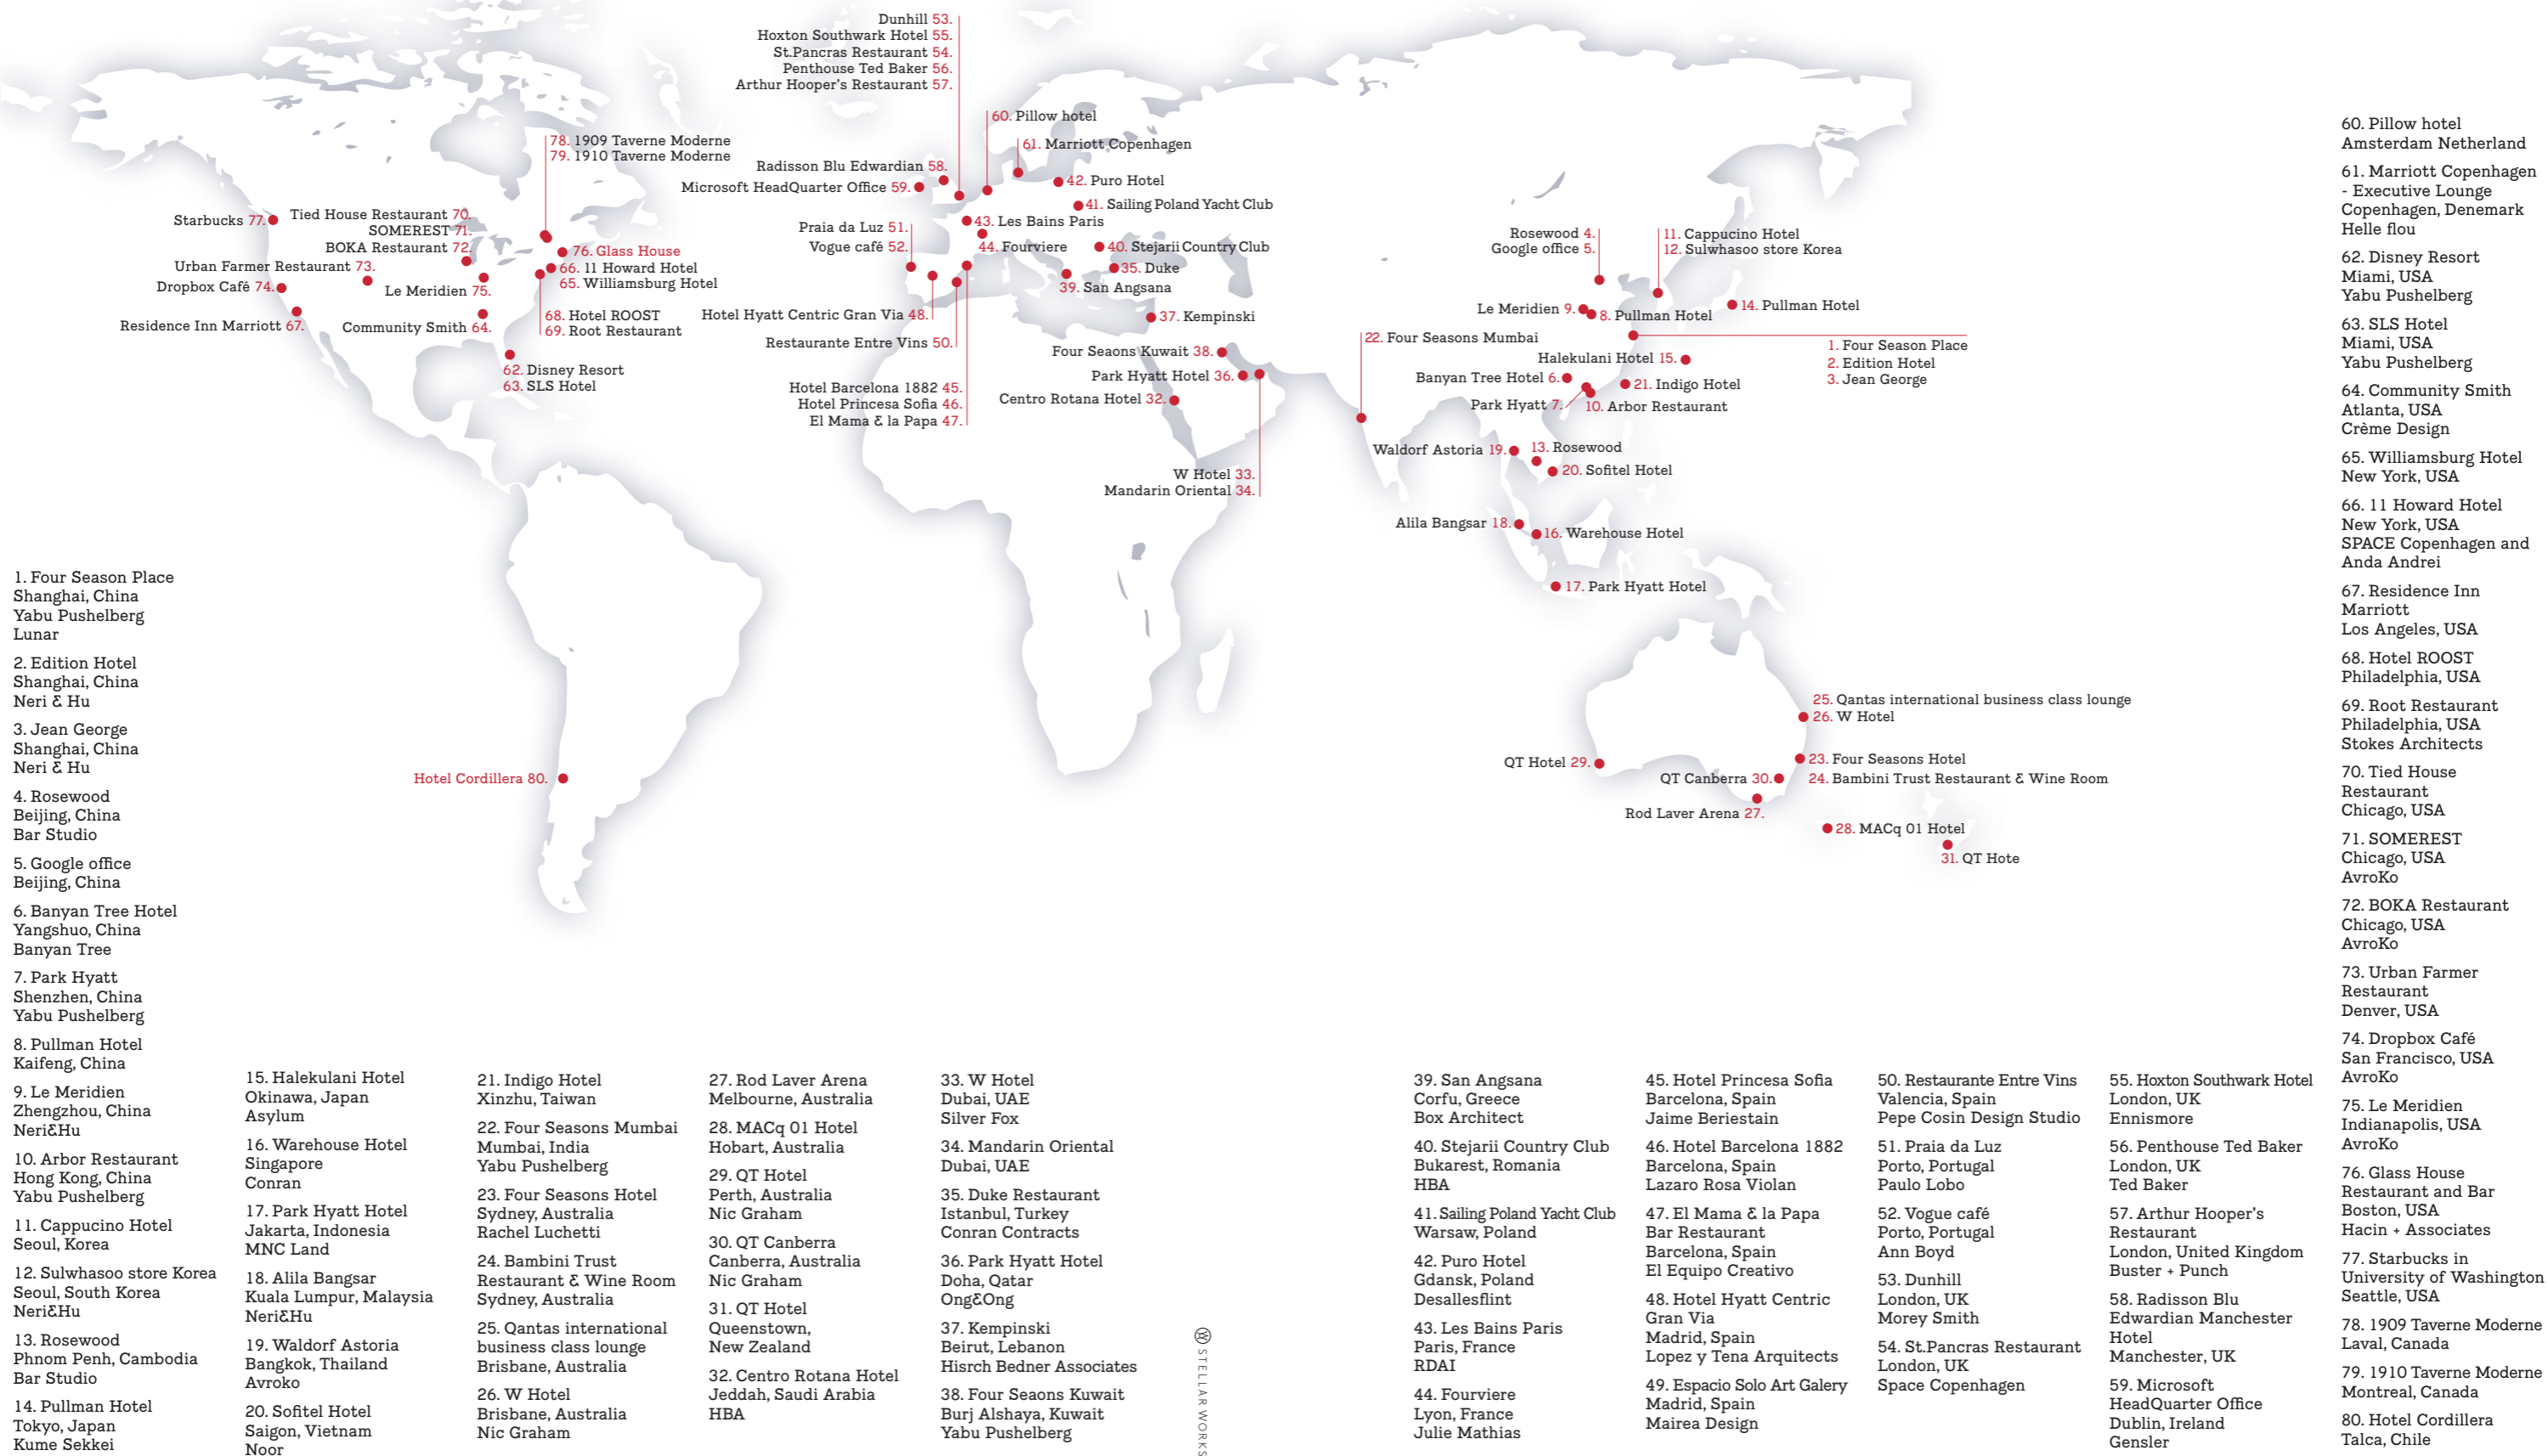 Dunhill 53.
Hoxton Southwark Hotel 55.
St.Pancras Restaurant 54.
Penthouse Ted Baker 56.
Arthur Hooper's Restaurant 57.
60. Pillow hotel
78. 1909 Taverne Moderne
79. 1910 Taverne Moderne
61. Marriott Copenhagen
Radisson Blu Edwardian 58.
Microsoft HeadQuarter Office 59.
42. Puro Hotel
41. Sailing Poland Yacht Club
Starbucks 77.
Tied House Restaurant 70.
SOMEREST 71.
BOKA Restaurant 72.
Urban Farmer Restaurant 73.
Dropbox Café 74.
Le Meridien 75.
Residence Inn Marriott 67.
Community Smith 64.
76. Glass House
66. 11 Howard Hotel
65. Williamsburg Hotel
68. Hotel ROOST
69. Root Restaurant
62. Disney Resort
63. SLS Hotel
Praia da Luz 51.
Vogue café 52.
43. Les Bains Paris
44. Fourviere
40. Stejarii Country Club
35. Duke
39. San Angsana
Hotel Hyatt Centric Gran Via 48.
Restaurante Entre Vins 50.
37. Kempinski
Four Seaons Kuwait 38.
Park Hyatt Hotel 36.
Centro Rotana Hotel 32.
Hotel Barcelona 1882 45.
Hotel Princesa Sofia 46.
El Mama & la Papa 47.
W Hotel 33.
Mandarin Oriental 34.
Rosewood 4.
Google office 5.
11. Cappucino Hotel
12. Sulwhasoo store Korea
Le Meridien 9.
8. Pullman Hotel
14. Pullman Hotel
22. Four Seasons Mumbai
1. Four Season Place
2. Edition Hotel
3. Jean George
Halekulani Hotel 15.
Banyan Tree Hotel 6.
21. Indigo Hotel
Park Hyatt 7.
10. Arbor Restaurant
Waldorf Astoria 19.
13. Rosewood
20. Sofitel Hotel
Alila Bangsar 18.
16. Warehouse Hotel
17. Park Hyatt Hotel
25. Qantas international business class lounge
26. W Hotel
QT Hotel 29.
23. Four Seasons Hotel
QT Canberra 30.
24. Bambini Trust Restaurant & Wine Room
Rod Laver Arena 27.
28. MACq 01 Hotel
31. QT Hote
Hotel Cordillera 80.
1. Four Season Place
Shanghai, China
Yabu Pushelberg
Lunar
2. Edition Hotel
Shanghai, China
Neri & Hu
3. Jean George
Shanghai, China
Neri & Hu
4. Rosewood
Beijing, China
Bar Studio
5. Google office
Beijing, China
6. Banyan Tree Hotel
Yangshuo, China
Banyan Tree
7. Park Hyatt
Shenzhen, China
Yabu Pushelberg
8. Pullman Hotel
Kaifeng, China
9. Le Meridien
Zhengzhou, China
Neri&Hu
10. Arbor Restaurant
Hong Kong, China
Yabu Pushelberg
11. Cappucino Hotel
Seoul, Korea
12. Sulwhasoo store Korea
Seoul, South Korea
Neri&Hu
13. Rosewood
Phnom Penh, Cambodia
Bar Studio
14. Pullman Hotel
Tokyo, Japan
Kume Sekkei
15. Halekulani Hotel
Okinawa, Japan
Asylum
16. Warehouse Hotel
Singapore
Conran
17. Park Hyatt Hotel
Jakarta, Indonesia
MNC Land
18. Alila Bangsar
Kuala Lumpur, Malaysia
Neri&Hu
19. Waldorf Astoria
Bangkok, Thailand
Avroko
20. Sofitel Hotel
Saigon, Vietnam
Noor
21. Indigo Hotel
Xinzhu, Taiwan
22. Four Seasons Mumbai
Mumbai, India
Yabu Pushelberg
23. Four Seasons Hotel
Sydney, Australia
Rachel Luchetti
24. Bambini Trust
Restaurant & Wine Room
Sydney, Australia
25. Qantas international
business class lounge
Brisbane, Australia
26. W Hotel
Brisbane, Australia
Nic Graham
27. Rod Laver Arena
Melbourne, Australia
28. MACq 01 Hotel
Hobart, Australia
29. QT Hotel
Perth, Australia
Nic Graham
30. QT Canberra
Canberra, Australia
Nic Graham
31. QT Hotel
Queenstown,
New Zealand
32. Centro Rotana Hotel
Jeddah, Saudi Arabia
HBA
33. W Hotel
Dubai, UAE
Silver Fox
34. Mandarin Oriental
Dubai, UAE
35. Duke Restaurant
Istanbul, Turkey
Conran Contracts
36. Park Hyatt Hotel
Doha, Qatar
Ong&Ong
37. Kempinski
Beirut, Lebanon
Hisrch Bedner Associates
38. Four Seaons Kuwait
Burj Alshaya, Kuwait
Yabu Pushelberg
STELLAR WORKS
39. San Angsana
Corfu, Greece
Box Architect
40. Stejarii Country Club
Bukarest, Romania
HBA
41. Sailing Poland Yacht Club
Warsaw, Poland
42. Puro Hotel
Gdansk, Poland
Desallesflint
43. Les Bains Paris
Paris, France
RDAI
44. Fourviere
Lyon, France
Julie Mathias
45. Hotel Princesa Sofia
Barcelona, Spain
Jaime Beriestain
46. Hotel Barcelona 1882
Barcelona, Spain
Lazaro Rosa Violan
47. El Mama & la Papa
Bar Restaurant
Barcelona, Spain
El Equipo Creativo
48. Hotel Hyatt Centric
Gran Via
Madrid, Spain
Lopez y Tena Arquitects
49. Espacio Solo Art Galery
Madrid, Spain
Mairea Design
50. Restaurante Entre Vins
Valencia, Spain
Pepe Cosin Design Studio
51. Praia da Luz
Porto, Portugal
Paulo Lobo
52. Vogue café
Porto, Portugal
Ann Boyd
53. Dunhill
London, UK
Morey Smith
54. St.Pancras Restaurant
London, UK
Space Copenhagen
55. Hoxton Southwark Hotel
London, UK
Ennismore
56. Penthouse Ted Baker
London, UK
Ted Baker
57. Arthur Hooper's
Restaurant
London, United Kingdom
Buster + Punch
58. Radisson Blu
Edwardian Manchester
Hotel
Manchester, UK
59. Microsoft
HeadQuarter Office
Dublin, Ireland
Gensler
60. Pillow hotel
Amsterdam Netherland
61. Marriott Copenhagen
- Executive Lounge
Copenhagen, Denemark
Helle flou
62. Disney Resort
Miami, USA
Yabu Pushelberg
63. SLS Hotel
Miami, USA
Yabu Pushelberg
64. Community Smith
Atlanta, USA
Crème Design
65. Williamsburg Hotel
New York, USA
66. 11 Howard Hotel
New York, USA
SPACE Copenhagen and
Anda Andrei
67. Residence Inn
Marriott
Los Angeles, USA
68. Hotel ROOST
Philadelphia, USA
69. Root Restaurant
Philadelphia, USA
Stokes Architects
70. Tied House
Restaurant
Chicago, USA
71. SOMEREST
Chicago, USA
AvroKo
72. BOKA Restaurant
Chicago, USA
AvroKo
73. Urban Farmer
Restaurant
Denver, USA
74. Dropbox Café
San Francisco, USA
AvroKo
75. Le Meridien
Indianapolis, USA
AvroKo
76. Glass House
Restaurant and Bar
Boston, USA
Hacin + Associates
77. Starbucks in
University of Washington
Seattle, USA
78. 1909 Taverne Moderne
Laval, Canada
79. 1910 Taverne Moderne
Montreal, Canada
80. Hotel Cordillera
Talca, Chile